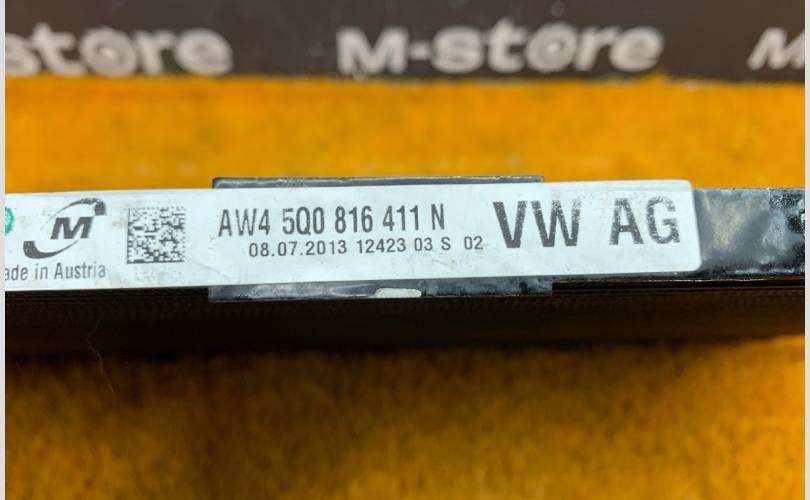 store M-store M
AW4 5Q0 816 411 N VW AG
08.07.2013 12423 03 S 02
M
ade in Austria